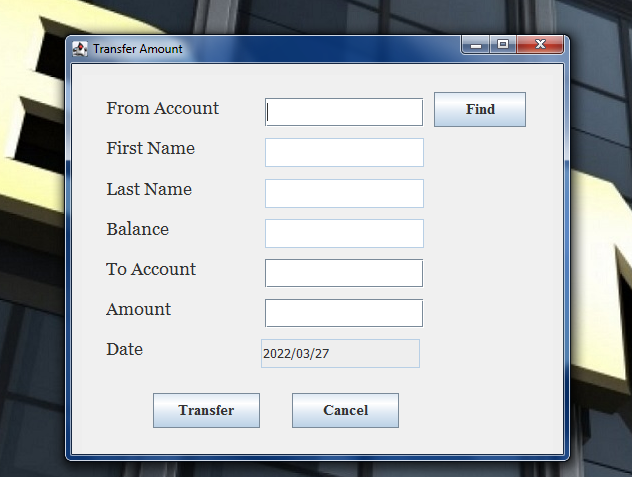 Transfer Amount
From Account Find
First Name
Last Name
Balance
To Account
Amount
Date 2022/03/27
Transfer Cancel